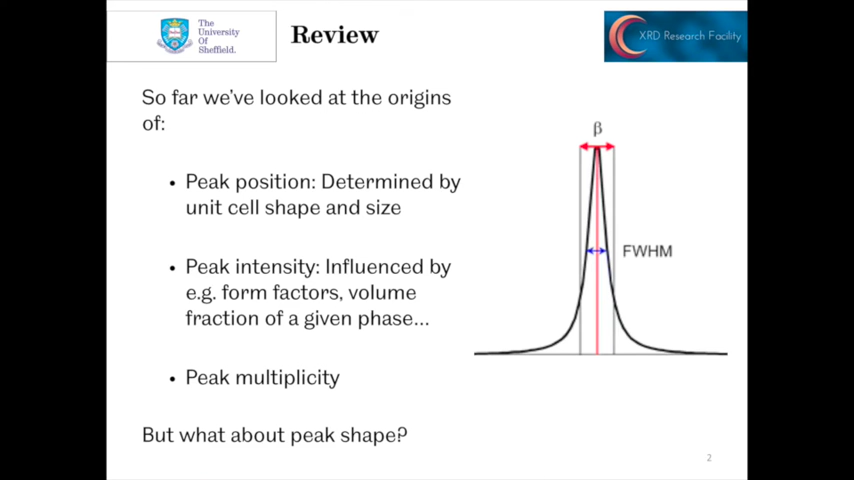 The
University
Of
Sheffield.
Review
XRD Research Facility
So far we've looked at the origins
of:
• Peak position: Determined by
unit cell shape and size
• Peak intensity: Influenced by
e.g. form factors, volume
fraction of a given phase...
• Peak multiplicity
But what about peak shape?
β
FWHM
2